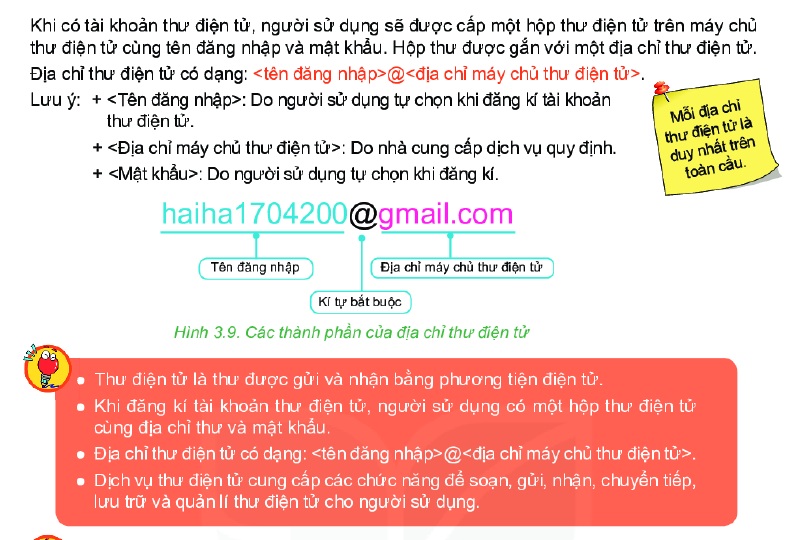 Khi có tài khoản thư điện tử, người sử dụng sẽ được cấp một hộp thư điện tử trên máy chủ
thư điện tử cùng tên đăng nhập và mật khẩu. Hộp thư được gắn với một địa chỉ thư điện tử.
Địa chỉ thư điện tử có dạng: <tên đăng nhập>@<địa chỉ máy chủ thư điện tử>.
Lưu ý: + <Tên đăng nhập>: Do người sử dụng tự chọn khi đăng kí tài khoản
thư điện tử.
+ <Địa chỉ máy chủ thư điện tử>: Do nhà cung cấp dịch vụ quy định.
+ <Mật khẩu>: Do người sử dụng tự chọn khi đăng kí.
Mỗi địa chỉ
thư điện tử là
duy nhất trên
toàn cầu.
haiha1704200@gmail.com
Tên đăng nhập
Địa chỉ máy chủ thư điện tử
Kí tự bắt buộc
Hình 3.9. Các thành phần của địa chỉ thư điện tử
• Thư điện tử là thư được gửi và nhận bằng phương tiện điện tử.
• Khi đăng kí tài khoản thư điện tử, người sử dụng có một hộp thư điện tử
cùng địa chỉ thư và mật khẩu.
• Địa chỉ thư điện tử có dạng: <tên đăng nhập>@<địa chỉ máy chủ thư điện tử>.
• Dịch vụ thư điện tử cung cấp các chức năng để soạn, gửi, nhận, chuyển tiếp,
lưu trữ và quản lí thư điện tử cho người sử dụng.